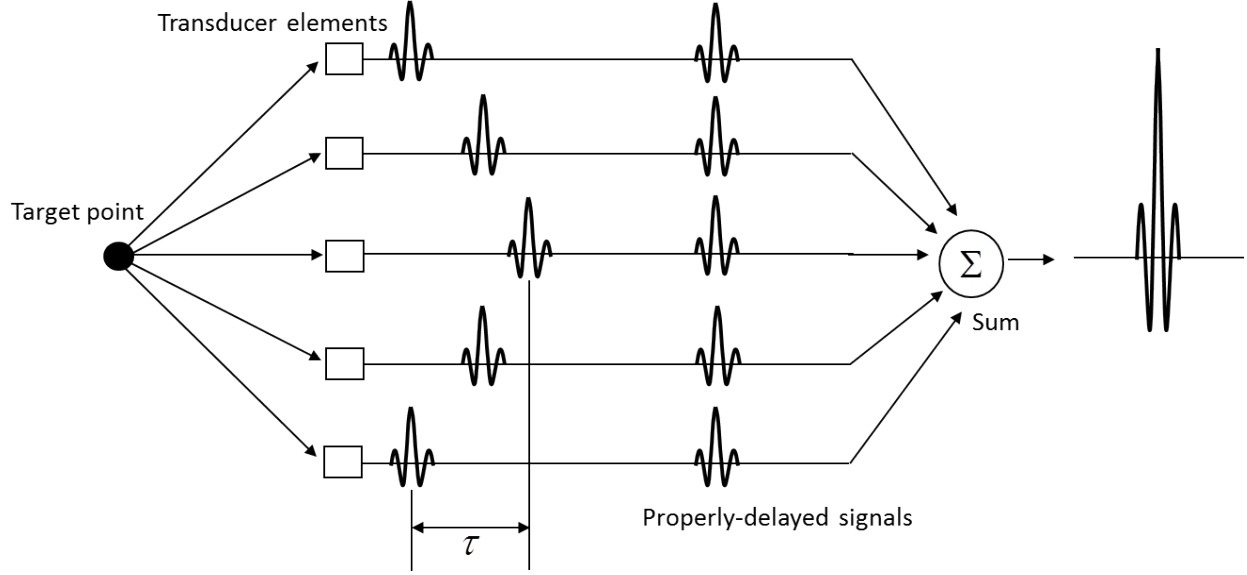 Transducer elements
Target point
Σ
Sum
Properly-delayed signals
τ